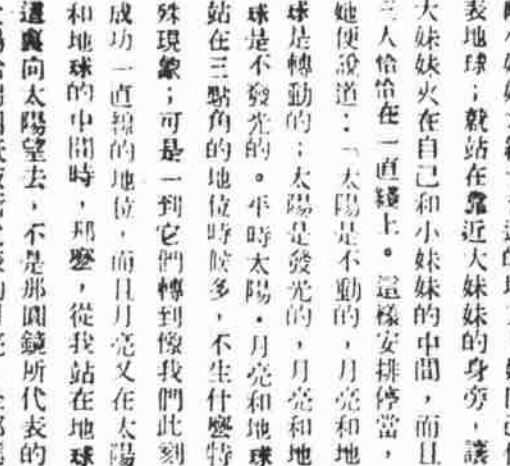 表地球；就站在靠近大妹妹的身旁，讓
大妹妹夾在自己和小妹妹的中間，而且
三人恰恰在一直綫上。這樣安排停當，
她便說道：「太陽是不動的，月亮和地
球是轉動的；太陽是發光的，月亮和地
球是不發光的。平時太陽・月亮和地球
站在三點角的地位時候多，不生什麼特
殊現象；可是一到它們轉到像我們此刻
成功一直綫的地位，而且月亮又在太陽
和地球的中間時，那麼，從我站在地球
這裏向太陽望去，不是那圓鏡所代表的